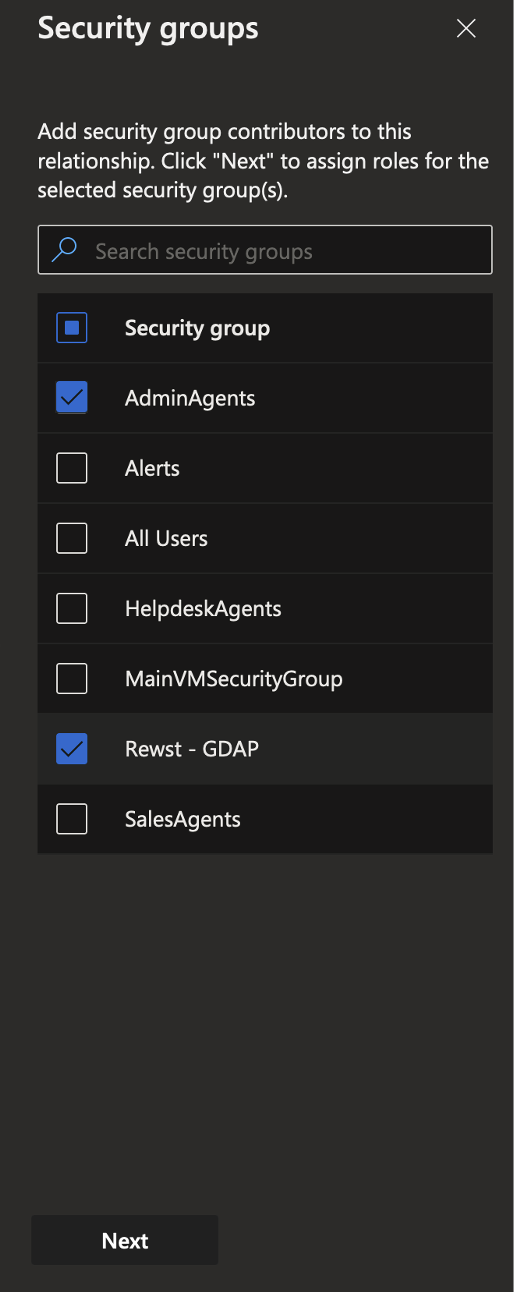 Security groups
Add security group contributors to this
relationship. Click "Next" to assign roles for the
selected security group(s).
Search security groups
Security group
AdminAgents
Alerts
All Users
HelpdeskAgents
MainVMSecurityGroup
Rewst - GDAP
SalesAgents
Next